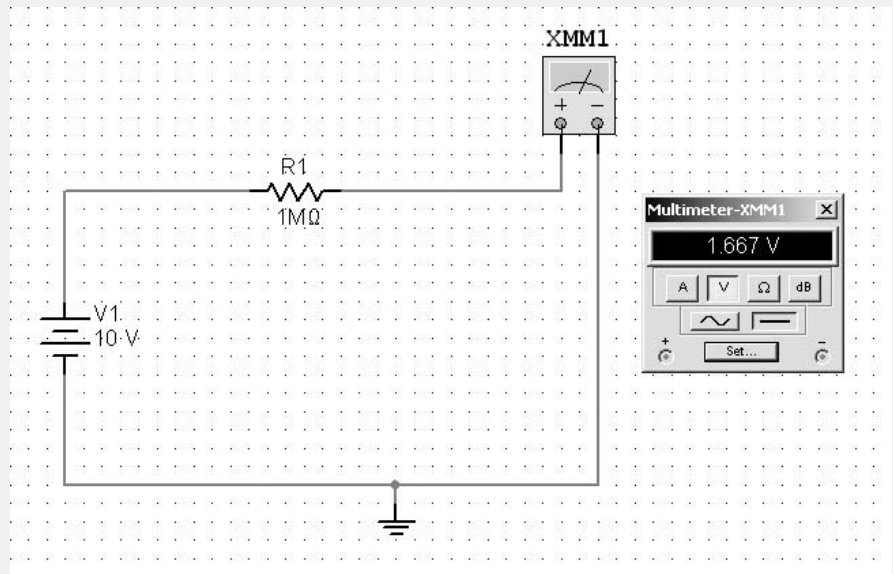 XMM1
+ −
R1
1MΩ
Multimeter-XMM1 X
1.667 V
A V Ω dB
+ Set... −
V1
10 V